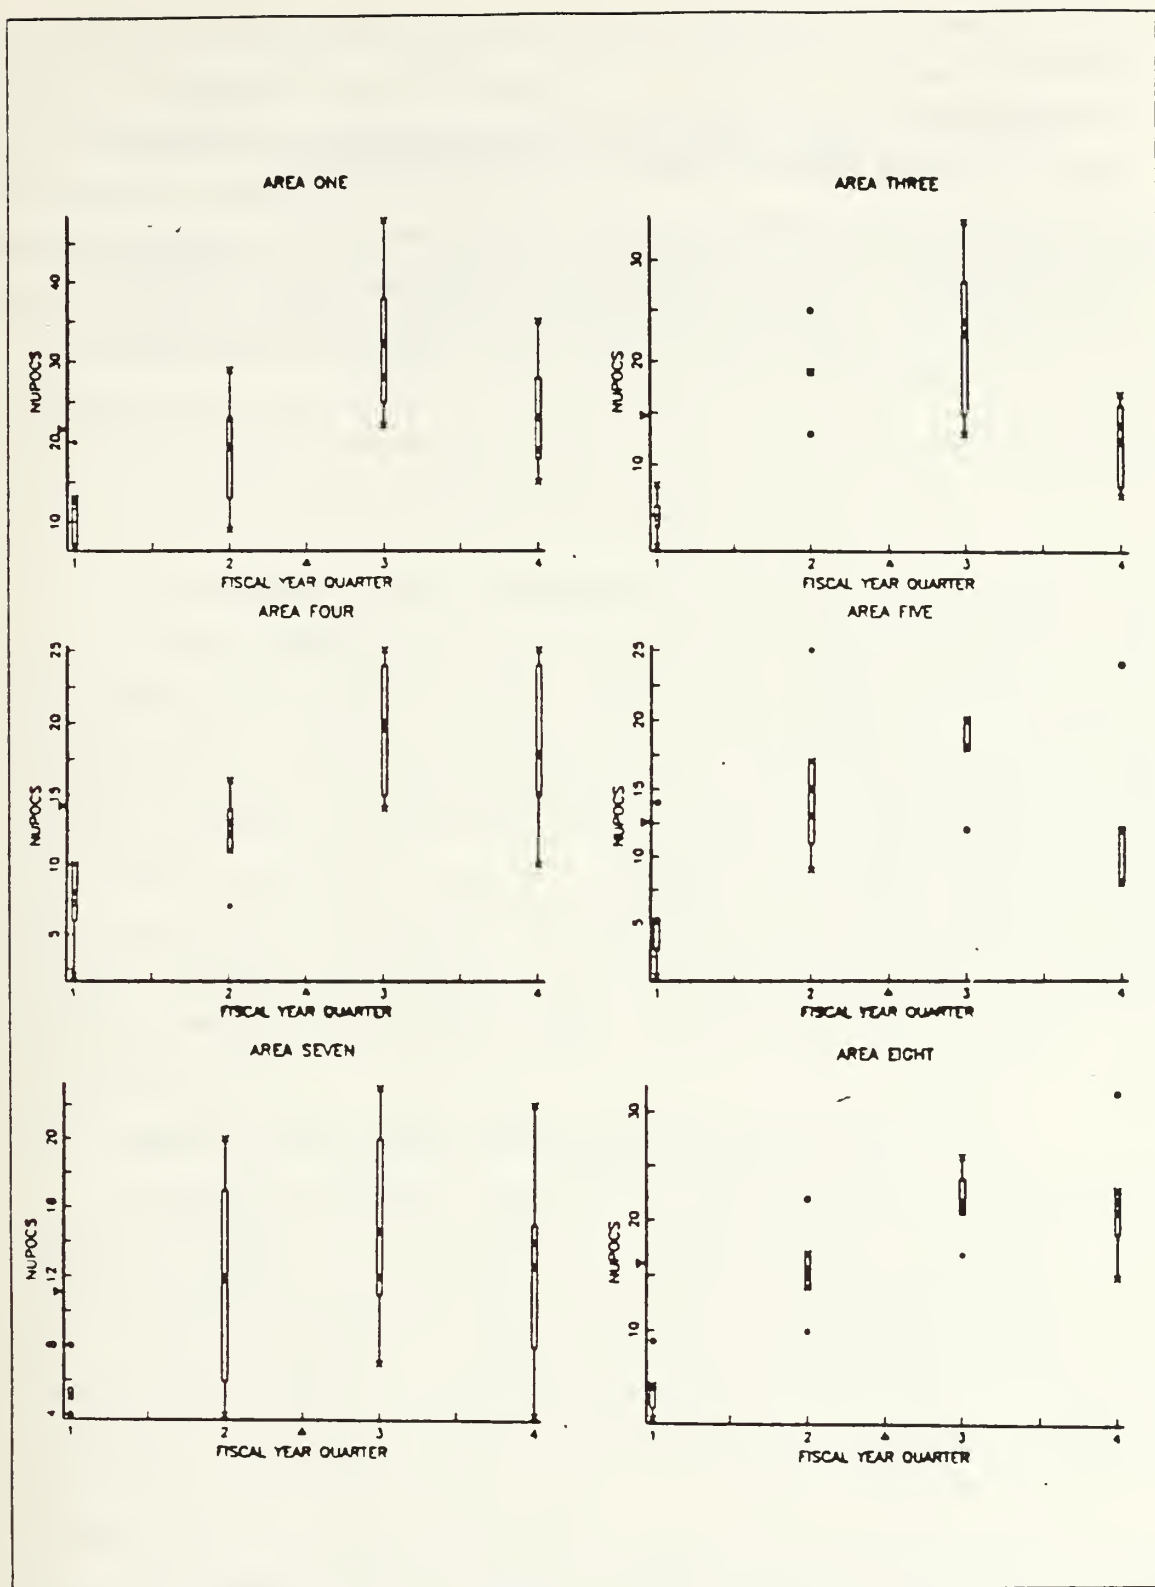 AREA ONE
40
30
20
10
NUPOCS
1 2 3 4
FISCAL YEAR QUARTER
AREA THREE
30
20
10
NUPOCS
1 2 3 4
FISCAL YEAR QUARTER
AREA FOUR
25
20
15
10
5
NUPOCS
1 2 3 4
FISCAL YEAR QUARTER
AREA FIVE
25
20
15
10
5
NUPOCS
1 2 3 4
FISCAL YEAR QUARTER
AREA SEVEN
20
16
12
8
4
NUPOCS
1 2 3 4
FISCAL YEAR QUARTER
AREA EIGHT
30
20
10
NUPOCS
1 2 3 4
FISCAL YEAR QUARTER